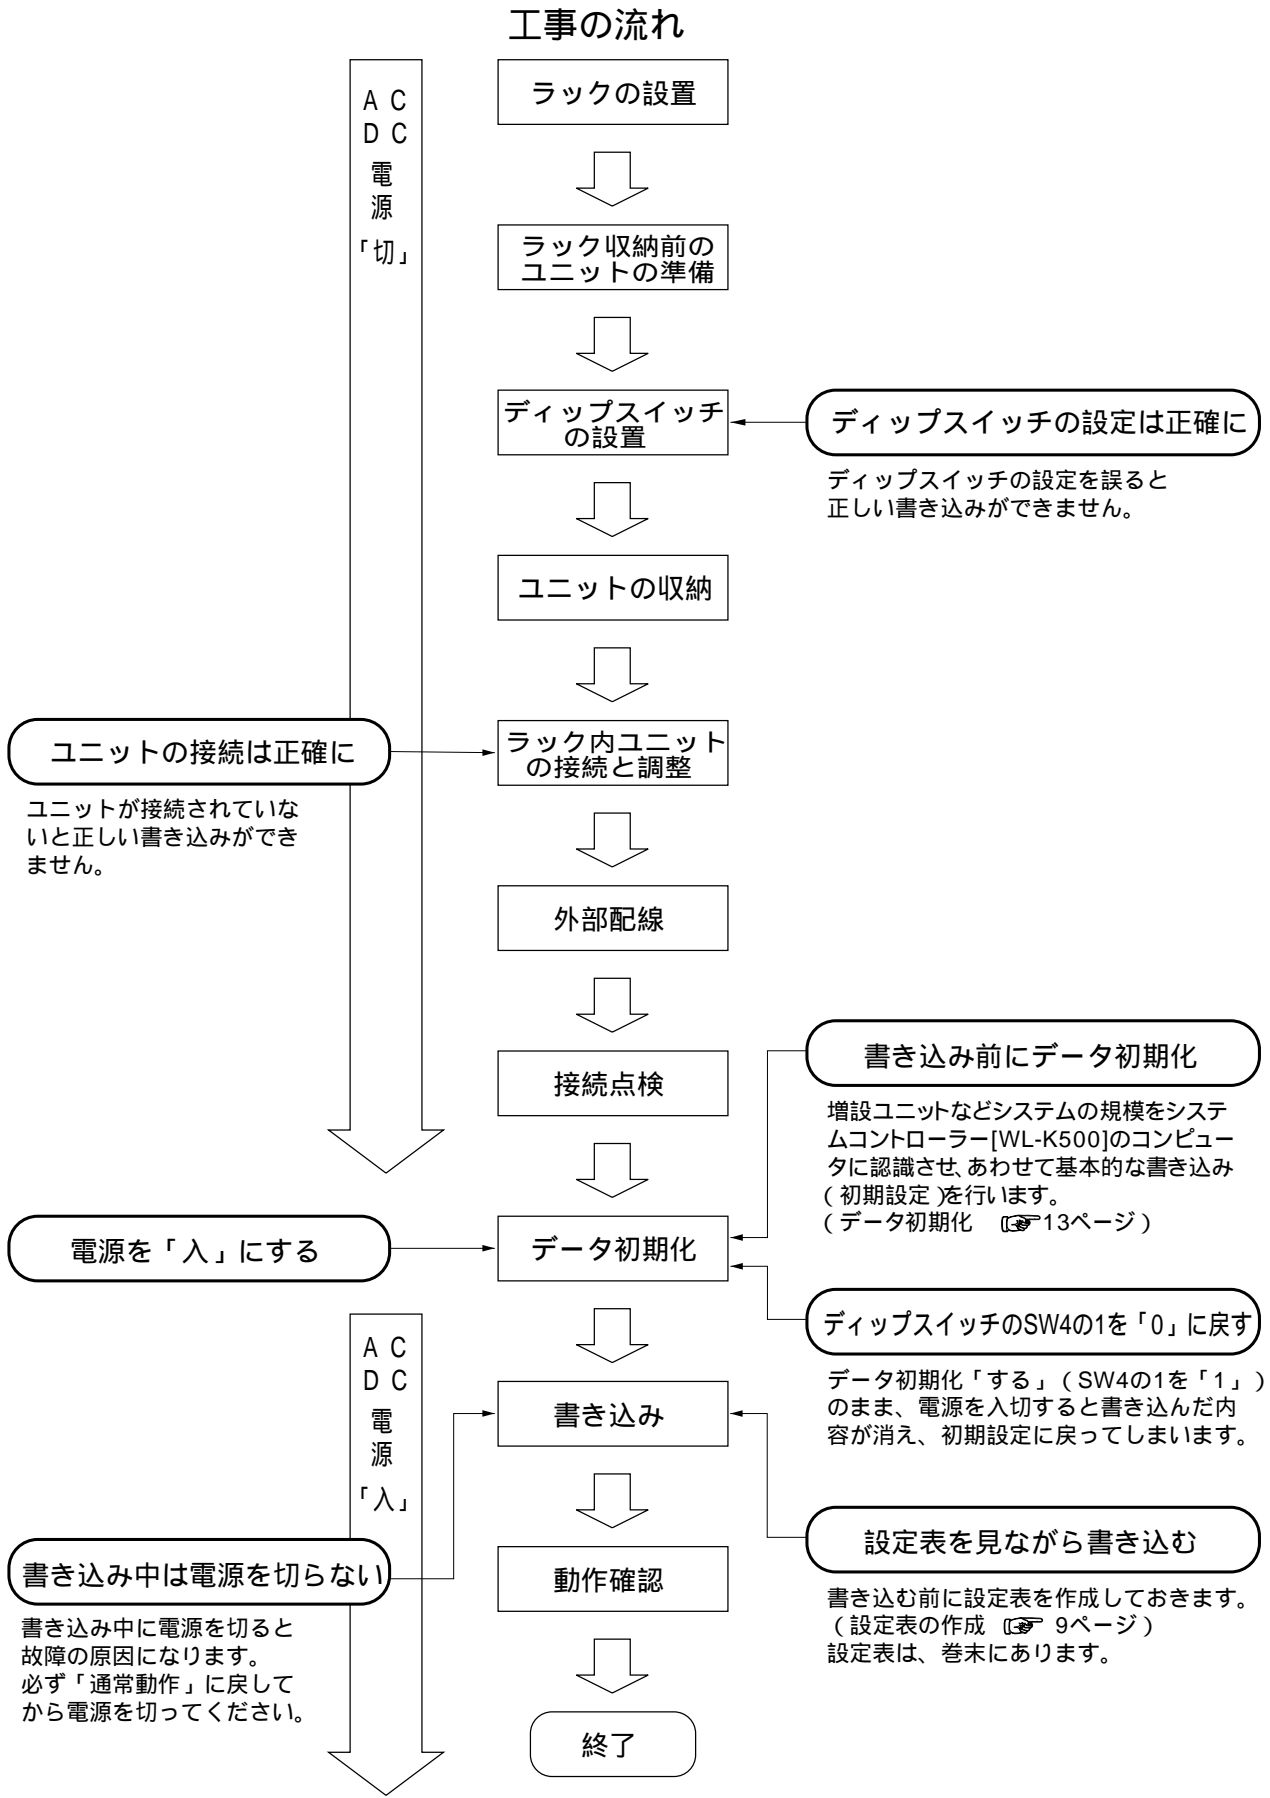 工事の流れ
A C
D C
電
源
「切」
ラックの設置
ラック収納前の
ユニットの準備
ディップスイッチ
の設置
ディップスイッチの設定は正確に
ディップスイッチの設定を誤ると
正しい書き込みができません。
ユニットの収納
ユニットの接続は正確に
ユニットが接続されていな
いと正しい書き込みができ
ません。
ラック内ユニット
の接続と調整
外部配線
接続点検
書き込み前にデータ初期化
増設ユニットなどシステムの規模をシステ
ムコントローラー[WL-K500]のコンピュー
タに認識させ、あわせて基本的な書き込み
(初期設定)を行います。
(データ初期化 ☞13ページ)
電源を「入」にする
データ初期化
ディップスイッチのSW4の1を「0」に戻す
データ初期化「する」(SW4の1を「1」)
のまま、電源を入切すると書き込んだ内
容が消え、初期設定に戻ってしまいます。
A C
D C
電
源
「入」
書き込み
書き込み中は電源を切らない
書き込み中に電源を切ると
故障の原因になります。
必ず「通常動作」に戻して
から電源を切ってください。
設定表を見ながら書き込む
書き込む前に設定表を作成しておきます。
(設定表の作成 ☞ 9ページ)
設定表は、巻末にあります。
動作確認
終了